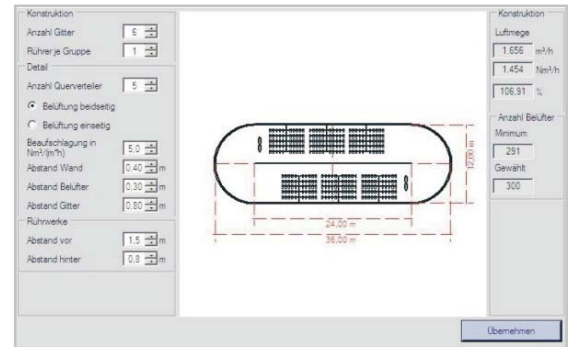 Konstruktion
Anzahl Gitter 6
Rührer je Gruppe 1
Detail
Anzahl Querverteiler 5
Belüftung beidseitig
Belüftung einseitig
Beaufschlagung in
Nm³/(m*h) 5,0
Abstand Wand 0,40 m
Abstand Belüfter 0,30 m
Abstand Gitter 0,80 m
Rührwerke
Abstand vor 1,5 m
Abstand hinter 0,8 m
12,00 m
24,00 m
36,00 m
Konstruktion
Luftmege
1.656 m³/h
1.454 Nm³/h
106.91 %
Anzahl Belüfter
Minimum
291
Gewählt
300
Übernehmen